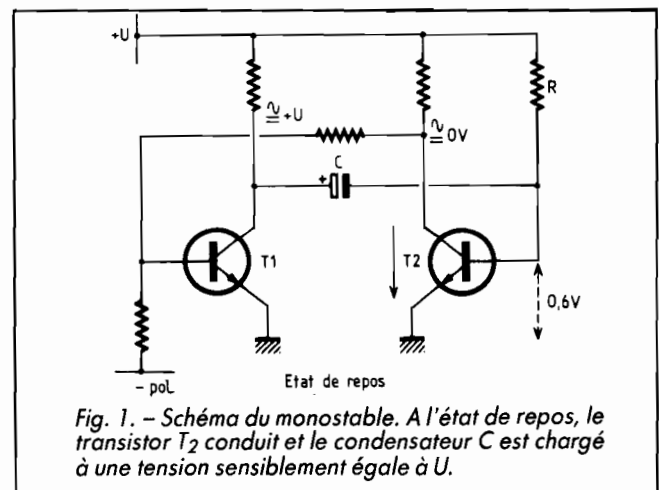 +U
R
≃ +U
≃ 0V
C
+
T1
T2
0,6V
- pol.
Etat de repos
Fig. 1. – Schéma du monostable. A l'état de repos, le
transistor T2 conduit et le condensateur C est chargé
à une tension sensiblement égale à U.